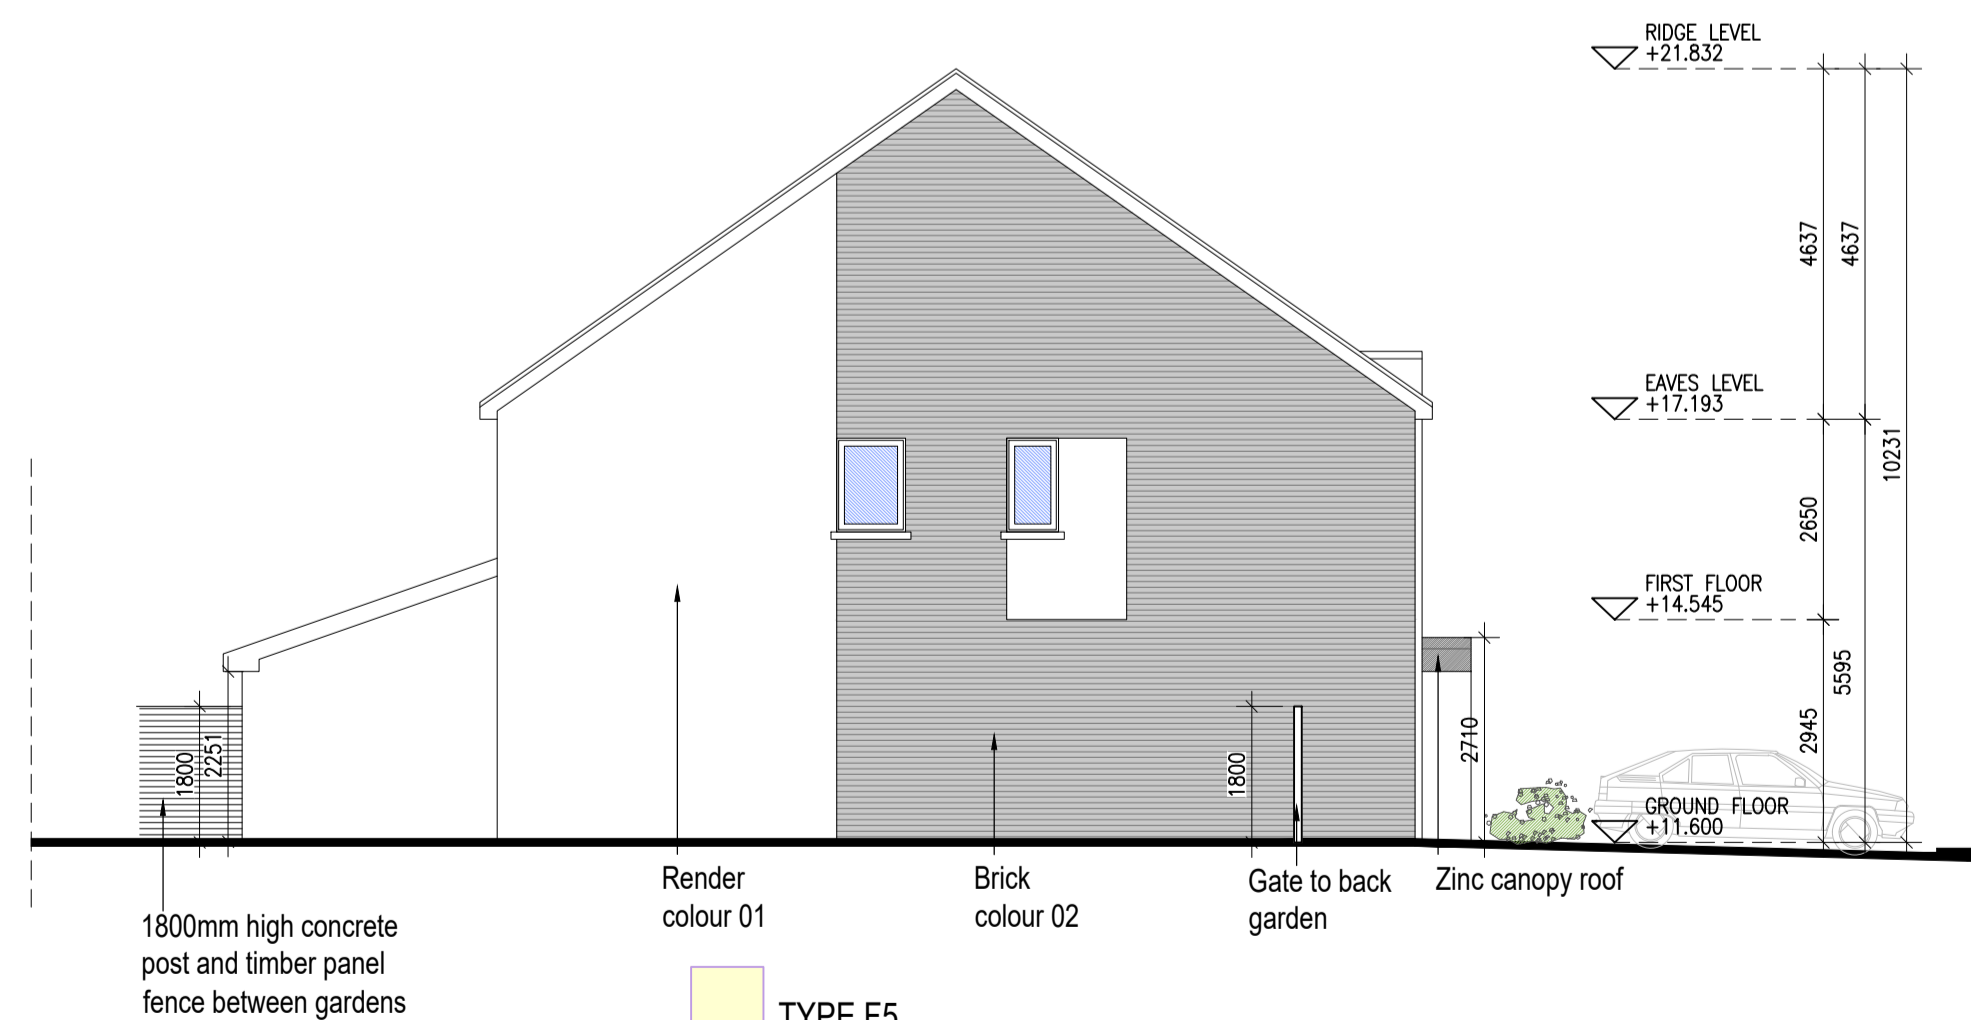 RIDGE LEVEL
+21.832
4637
4637
EAVES LEVEL
+17.193
10231
2650
FIRST FLOOR
+14.545
5595
2945
2710
1800
2251
1800
GROUND FLOOR
+11.600
Render
colour 01
Brick
colour 02
Gate to back
garden
Zinc canopy roof
1800mm high concrete
post and timber panel
fence between gardens